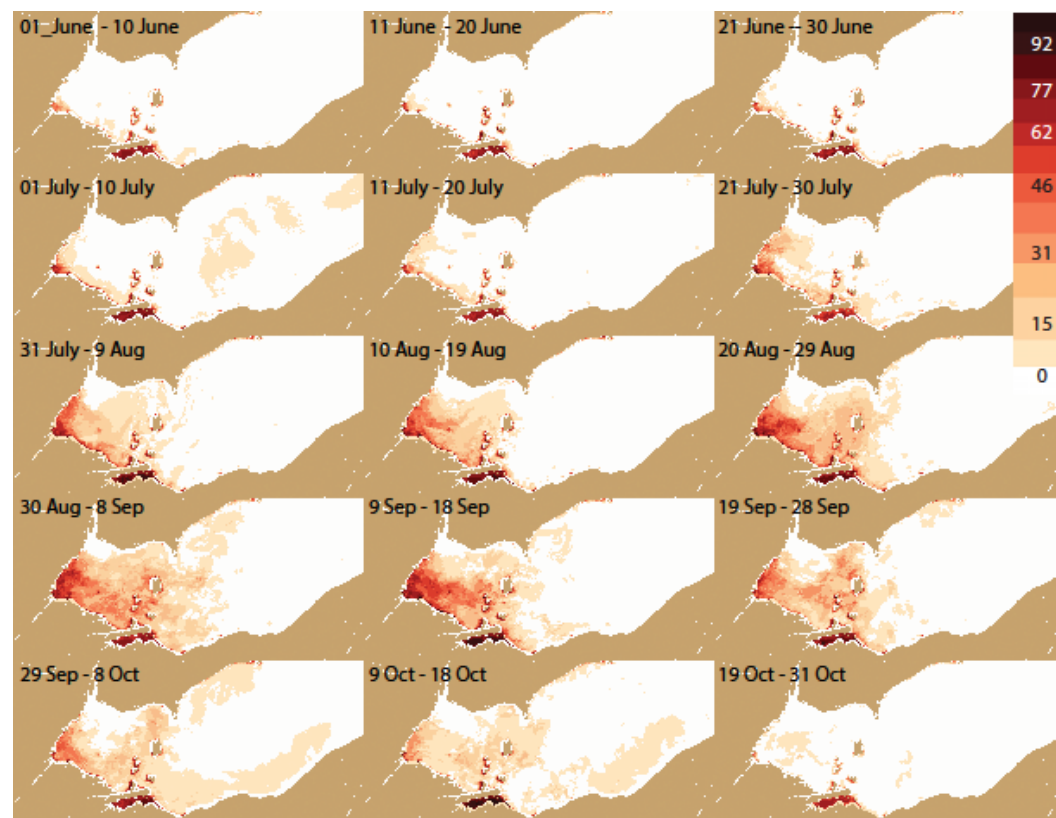 01_June - 10 June
11 June - 20 June
21 June – 30 June
01 July - 10 July
11 July - 20 July
21 July - 30 July
31 July - 9 Aug
10 Aug - 19 Aug
20 Aug - 29 Aug
30 Aug - 8 Sep
9 Sep - 18 Sep
19 Sep - 28 Sep
29 Sep - 8 Oct
9 Oct - 18 Oct
19 Oct - 31 Oct
92
77
62
46
31
15
0